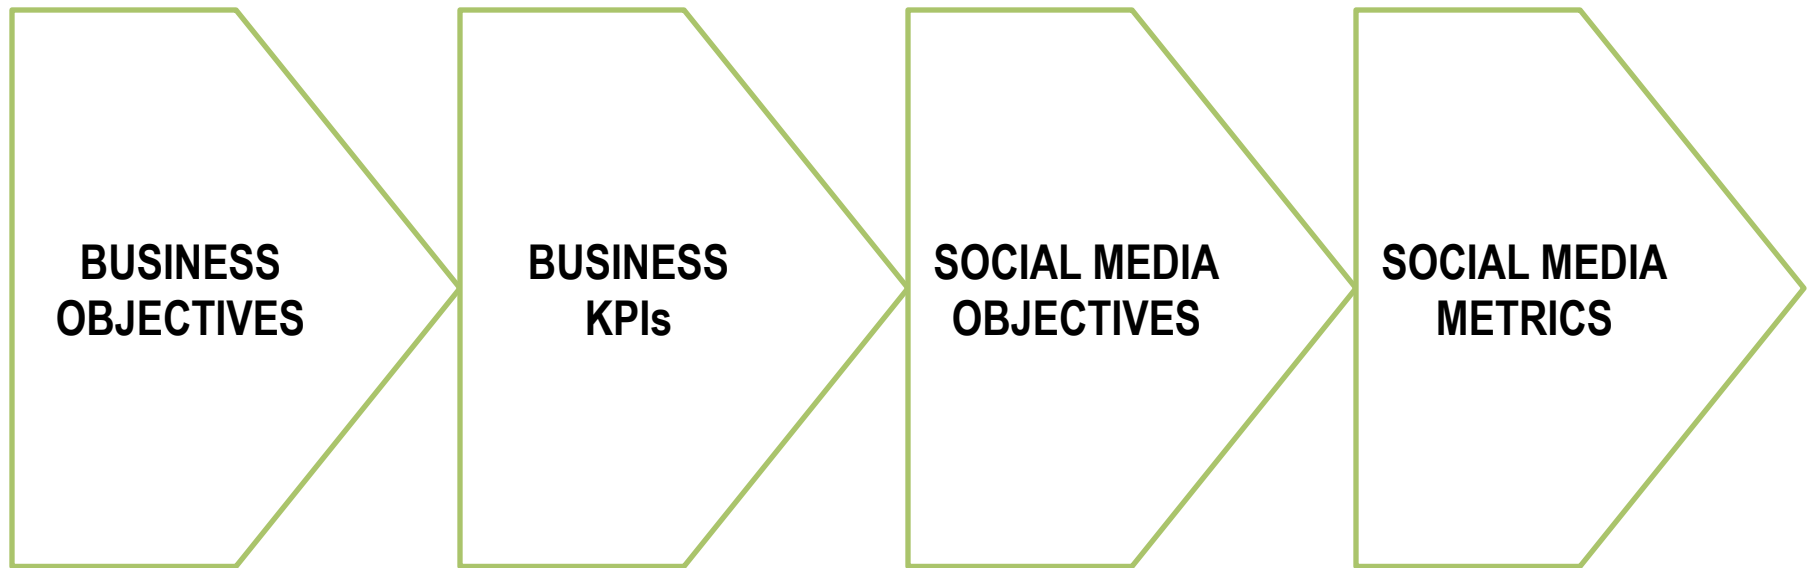 BUSINESS
OBJECTIVES
BUSINESS
KPIs
SOCIAL MEDIA
OBJECTIVES
SOCIAL MEDIA
METRICS